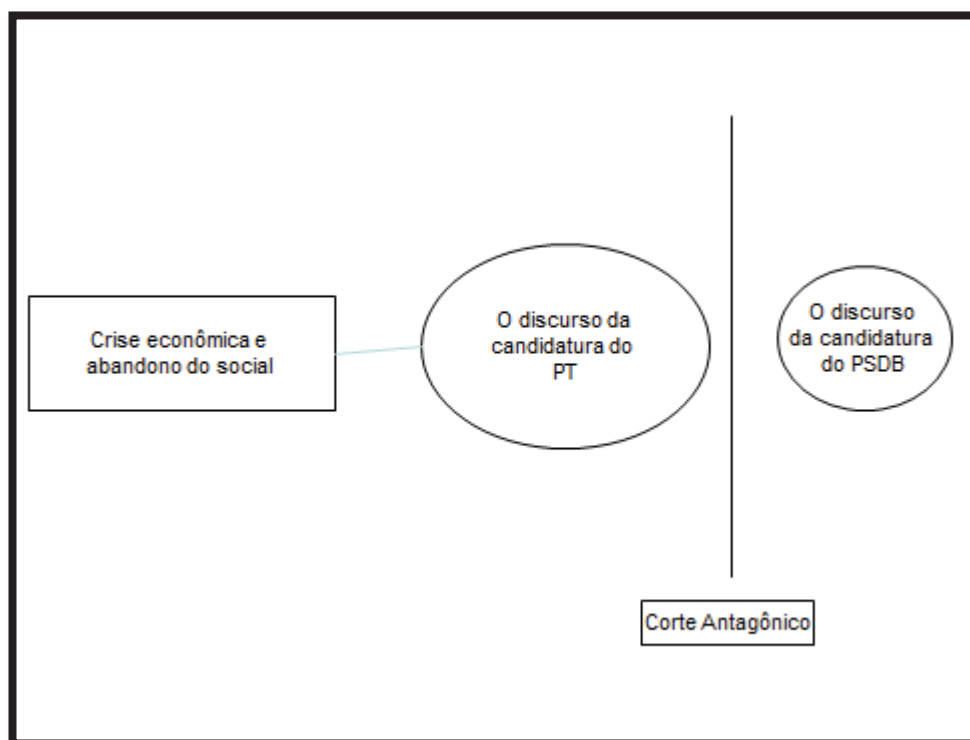 Crise econômica e
abandono do social
O discurso da
candidatura do
PT
O discurso
da candidatura
do PSDB
Corte Antagônico